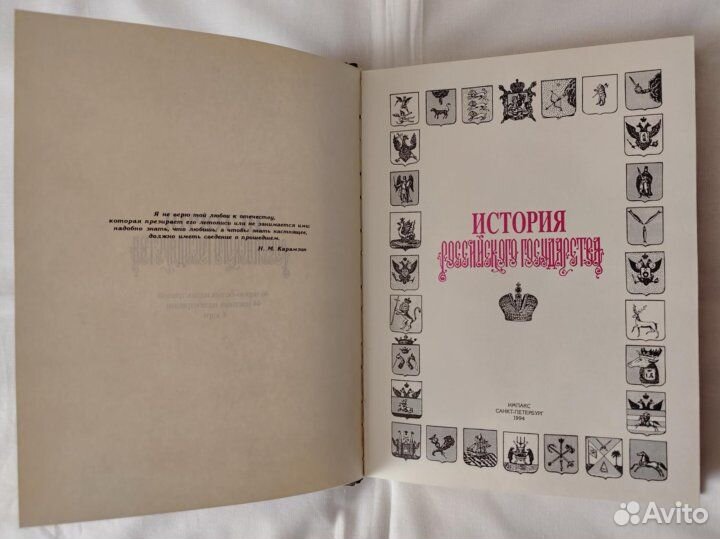 Я не верю той любви к отечеству,
которая презирает его летописи или не занимается ими:
надобно знать, что любишь; а чтобы знать настоящее,
должно иметь сведение о прошедшем.
Н. М. Карамзин
ИСТОРИЯ
РОССИЙСКОГО ГОСУДАРСТВА
ИМПАКС
САНКТ-ПЕТЕРБУРГ
1994
Avito